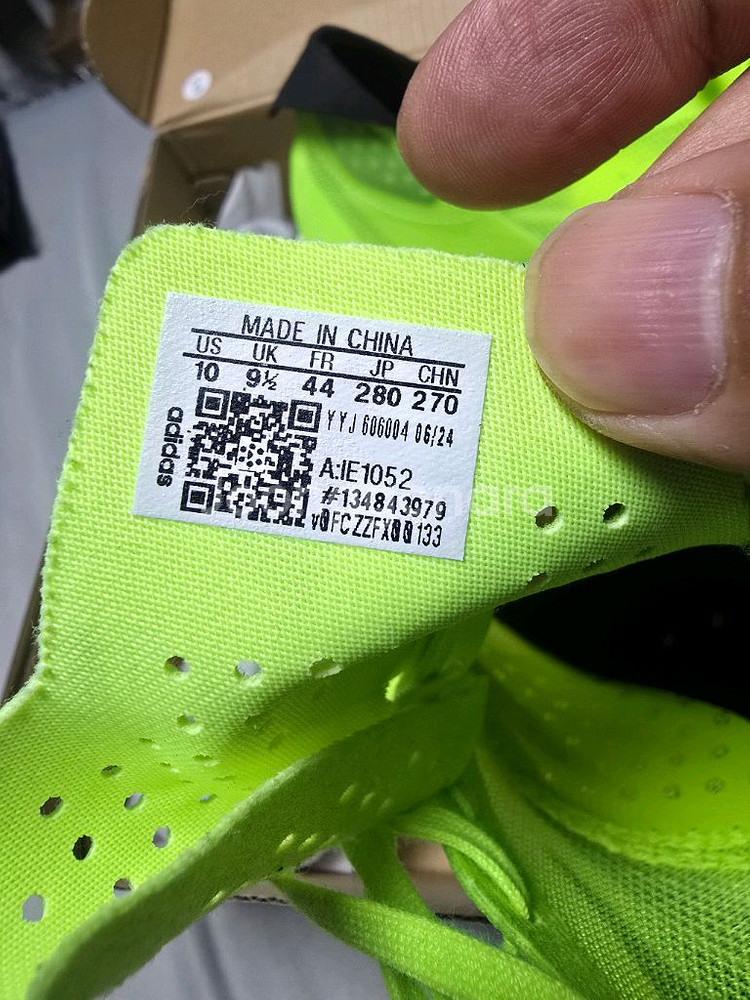 MADE IN CHINA
US UK FR JP CHN
10 9½ 44 280 270
YYJ 606004 06/24
adidas
A:IE1052
#134843979
v0FCZZFX00133